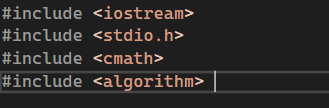 #include <iostream>
#include <stdio.h>
#include <cmath>
#include <algorithm>